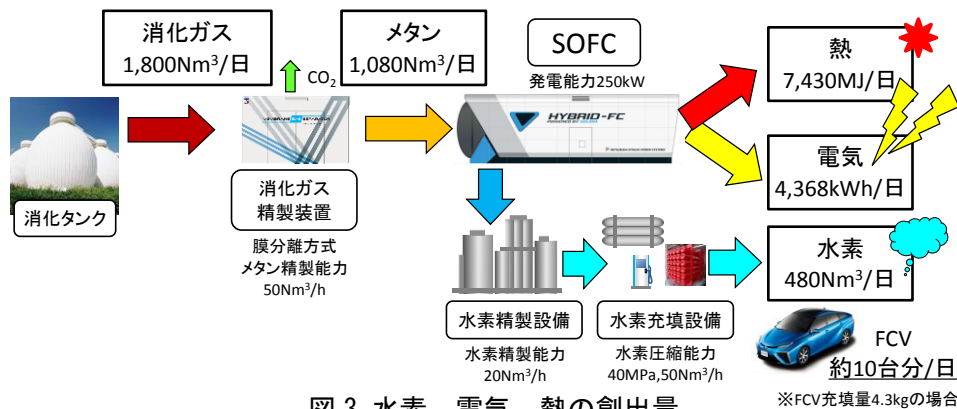 消化ガス
1,800Nm³/日
CO₂
メタン
1,080Nm³/日
SOFC
発電能力250kW
熱
7,430MJ/日
HYBRID-FC
電気
4,368kWh/日
消化タンク
消化ガス
精製装置
膜分離方式
メタン精製能力
50Nm³/h
水素精製設備
水素精製能力
20Nm³/h
水素充填設備
水素圧縮能力
40MPa,50Nm³/h
水素
480Nm³/日
FCV
約10台分/日
※FCV充填量4.3kgの場合